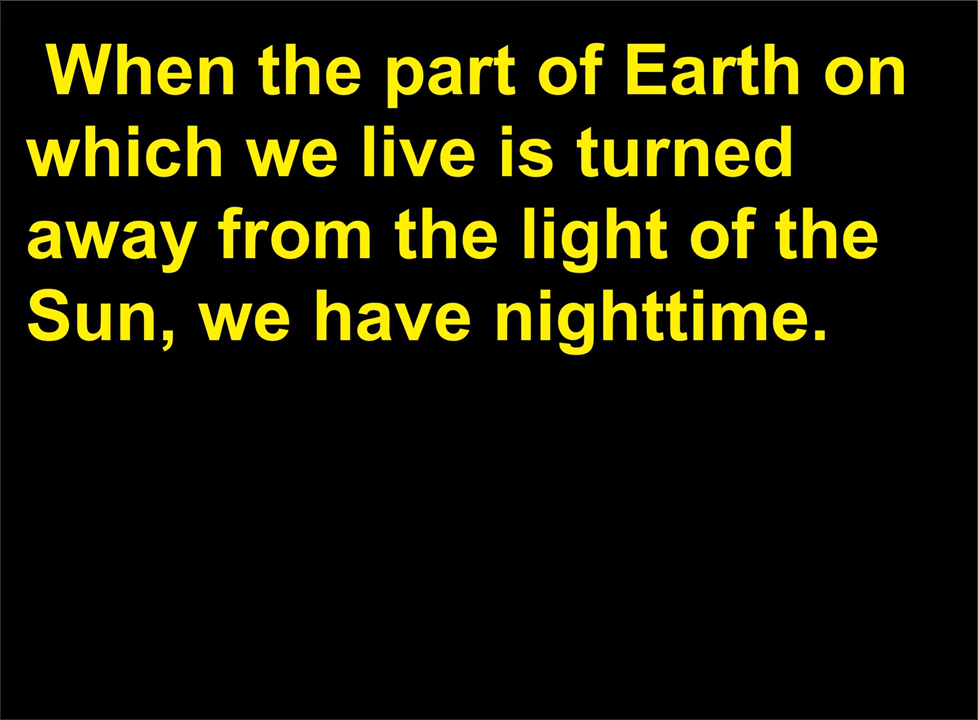 When the part of Earth on
which we live is turned
away from the light of the
Sun, we have nighttime.